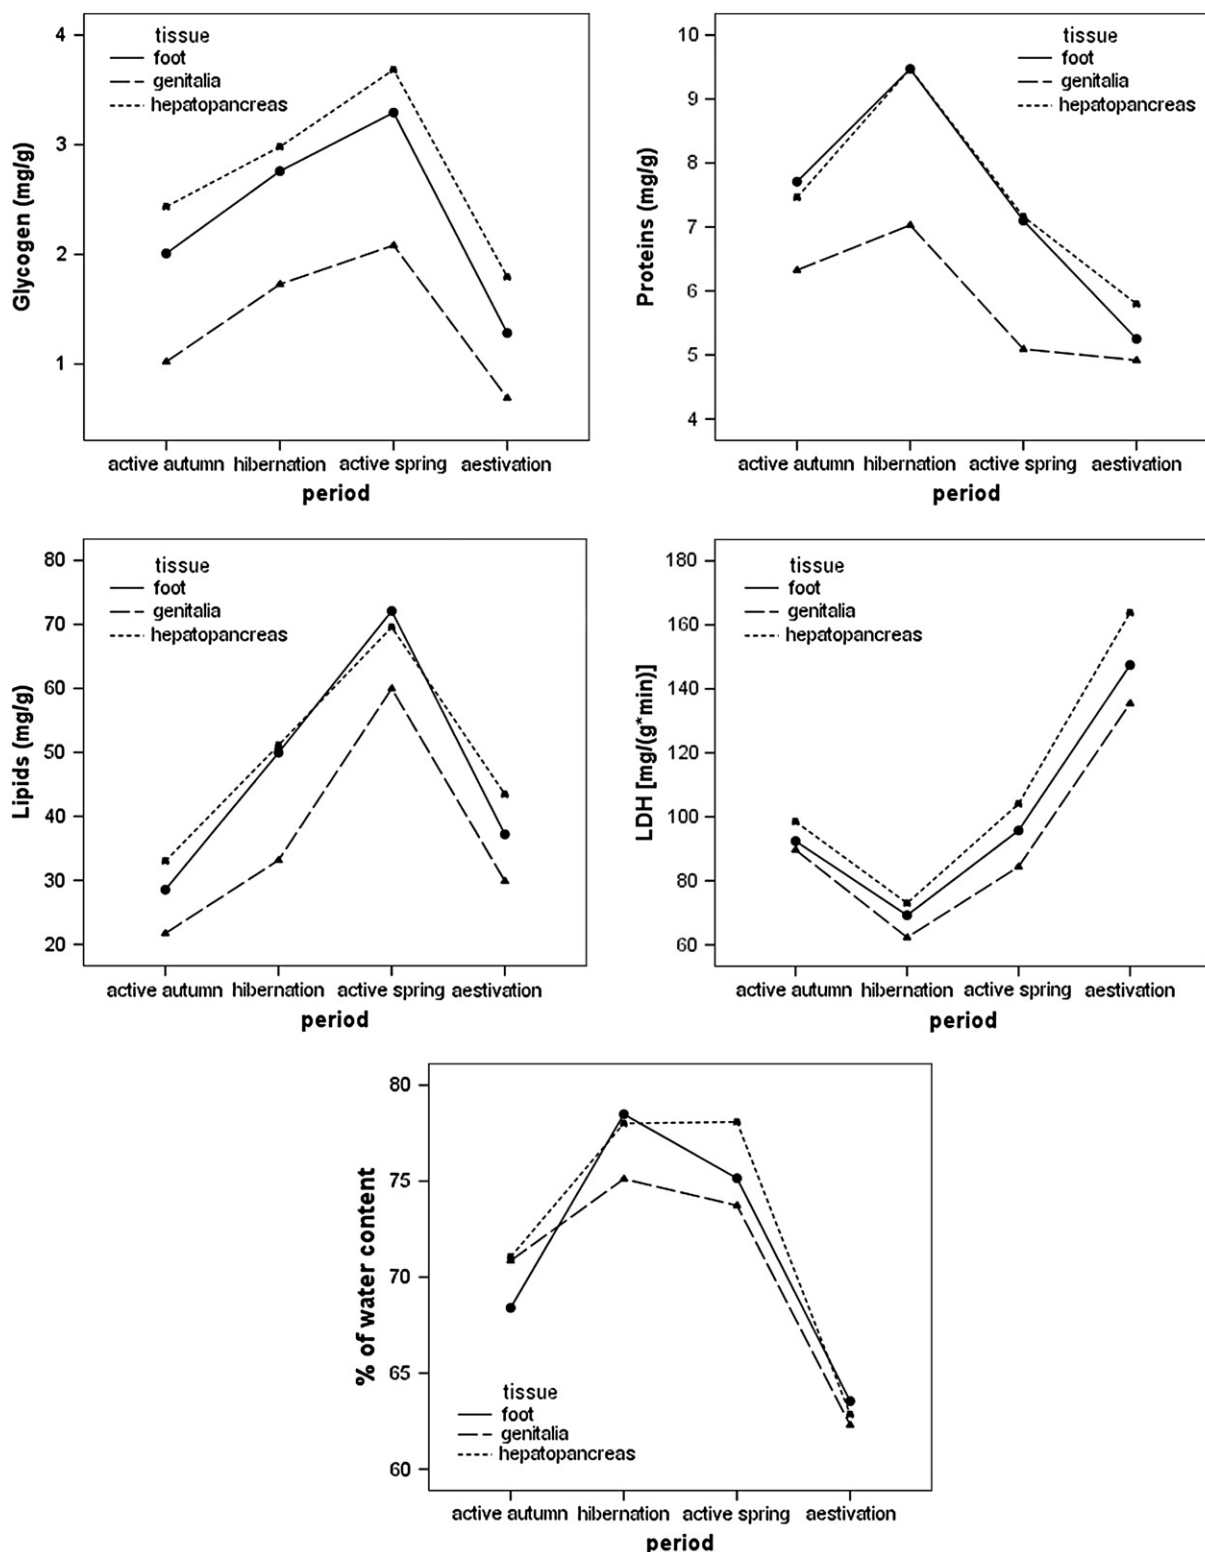 tissue
foot
genitalia
hepatopancreas
Glycogen (mg/g)
4
3
2
1
active autumn hibernation active spring aestivation
period
tissue
foot
genitalia
hepatopancreas
Proteins (mg/g)
10
9
8
7
6
5
4
active autumn hibernation active spring aestivation
period
tissue
foot
genitalia
hepatopancreas
Lipids (mg/g)
80
70
60
50
40
30
20
active autumn hibernation active spring aestivation
period
tissue
foot
genitalia
hepatopancreas
LDH [mg/(g*min)]
180
160
140
120
100
80
60
active autumn hibernation active spring aestivation
period
% of water content
80
75
70
65
60
tissue
foot
genitalia
hepatopancreas
active autumn hibernation active spring aestivation
period